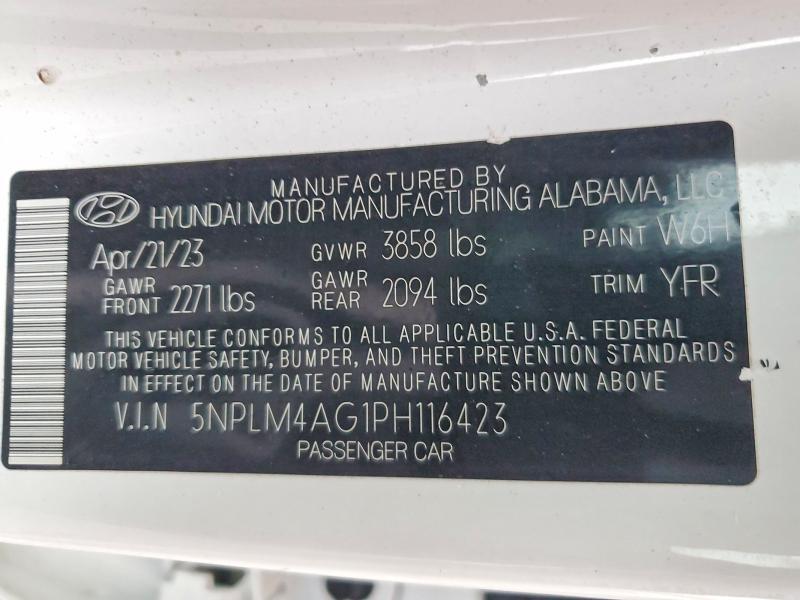 MANUFACTURED BY
HYUNDAI MOTOR MANUFACTURING ALABAMA, LLC
Apr/21/23 GVWR 3858 lbs PAINT W6H
GAWR FRONT 2271 lbs GAWR REAR 2094 lbs TRIM YFR
THIS VEHICLE CONFORMS TO ALL APPLICABLE U.S.A. FEDERAL
MOTOR VEHICLE SAFETY, BUMPER, AND THEFT PREVENTION STANDARDS
IN EFFECT ON THE DATE OF MANUFACTURE SHOWN ABOVE
V.I.N 5NPLM4AG1PH116423
PASSENGER CAR